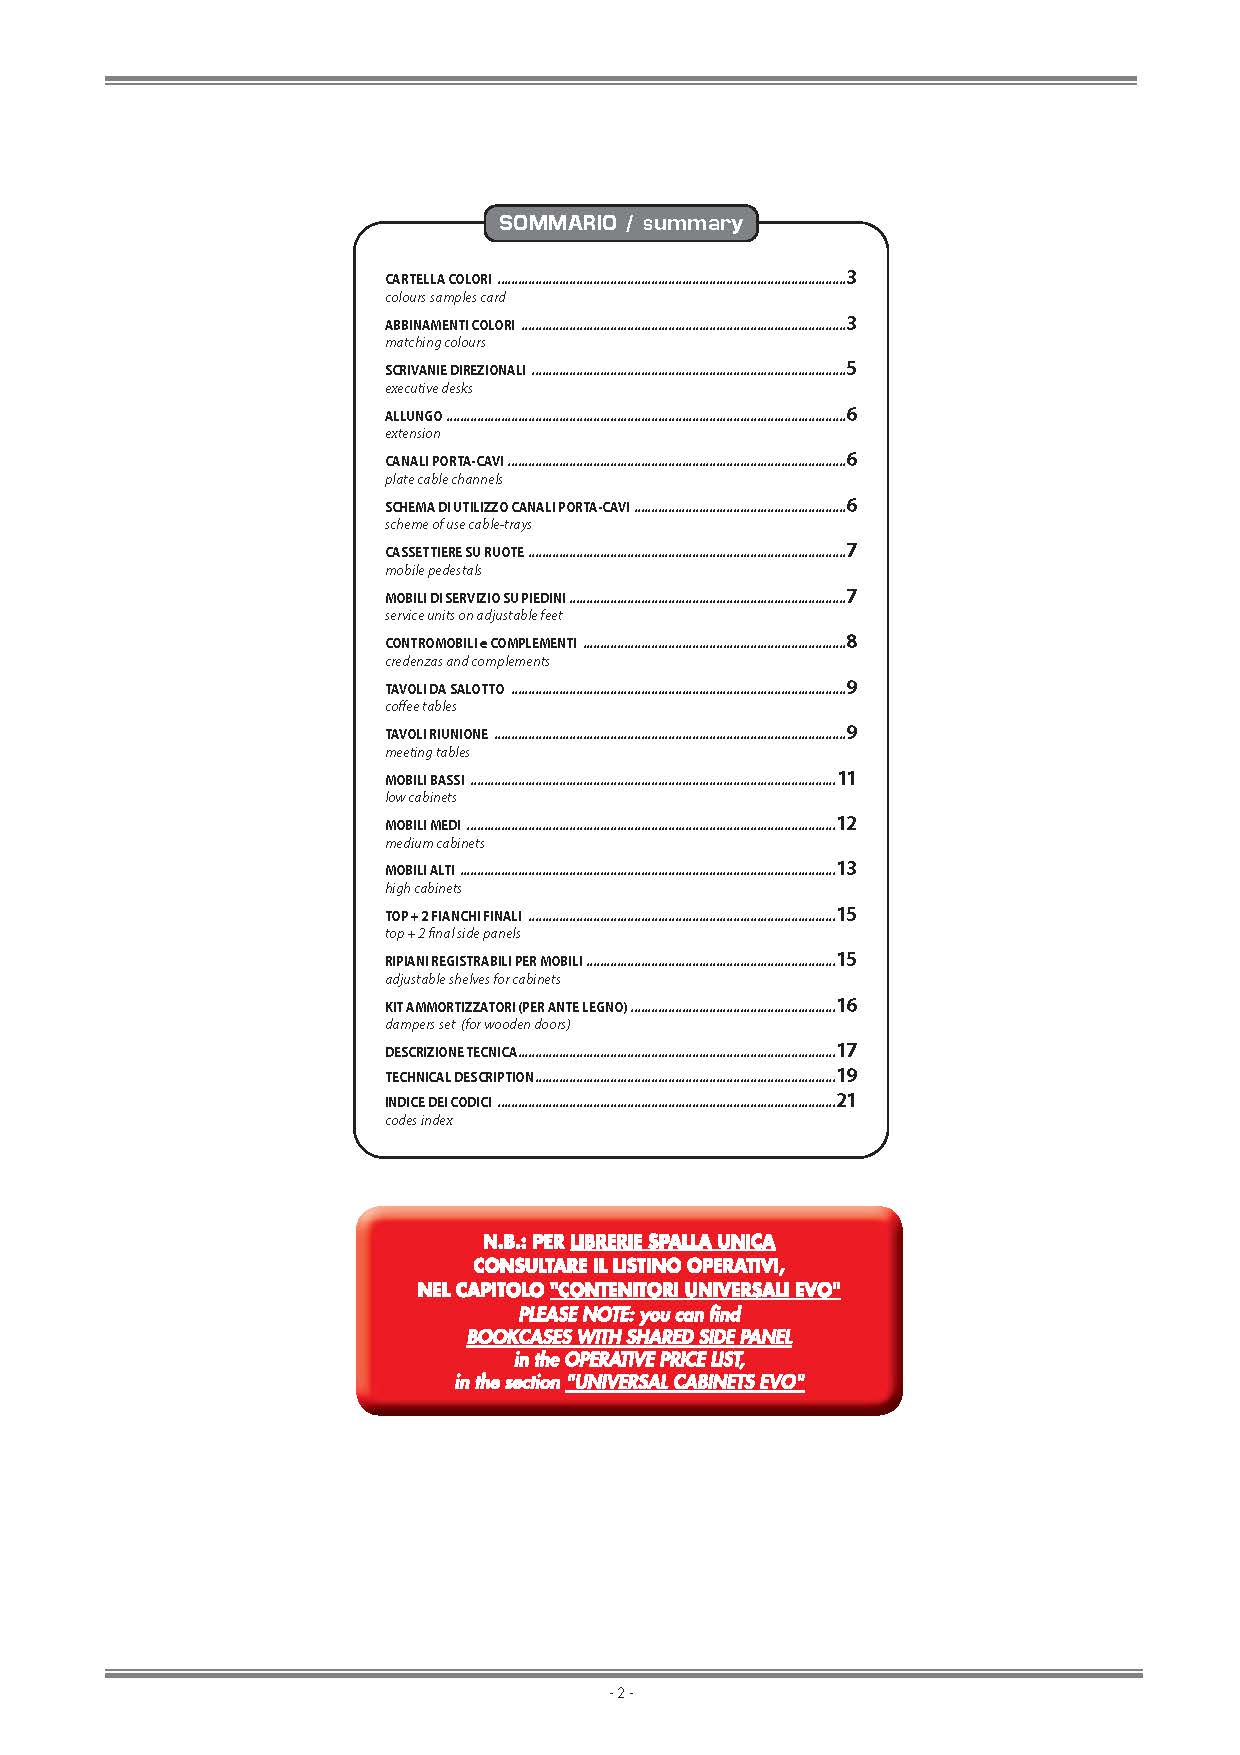 SOMMARIO / summary
CARTELLA COLORI ........................................ 3
colours samples card
ABBINAMENTI COLORI ........................................ 3
matching colours
SCRIVANIE DIREZIONALI ........................................ 5
executive desks
ALLUNGO ........................................ 6
extension
CANALI PORTA-CAVI ........................................ 6
plate cable channels
SCHEMA DI UTILIZZO CANALI PORTA-CAVI ........................................ 6
scheme of use cable-trays
CASSETTIERE SU RUOTE ........................................ 7
mobile pedestals
MOBILI DI SERVIZIO SU PIEDINI ........................................ 7
service units on adjustable feet
CONTROMOBILI e COMPLEMENTI ........................................ 8
credenzas and complements
TAVOLI DA SALOTTO ........................................ 9
coffee tables
TAVOLI RIUNIONE ........................................ 9
meeting tables
MOBILI BASSI ........................................ 11
low cabinets
MOBILI MEDI ........................................ 12
medium cabinets
MOBILI ALTI ........................................ 13
high cabinets
TOP + 2 FIANCHI FINALI ........................................ 15
top + 2 final side panels
RIPIANI REGISTRABILI PER MOBILI ........................................ 15
adjustable shelves for cabinets
KIT AMMORTIZZATORI (PER ANTE LEGNO) ........................................ 16
dampers set (for wooden doors)
DESCRIZIONE TECNICA ........................................ 17
TECHNICAL DESCRIPTION ........................................ 19
INDICE DEI CODICI ........................................ 21
codes index
N.B.: PER LIBRERIE SPALLA UNICA
CONSULTARE IL LISTINO OPERATIVI,
NEL CAPITOLO "CONTENITORI UNIVERSALI EVO"
PLEASE NOTE: you can find
BOOKCASES WITH SHARED SIDE PANEL
in the OPERATIVE PRICE LIST,
in the section "UNIVERSAL CABINETS EVO"
- 2 -